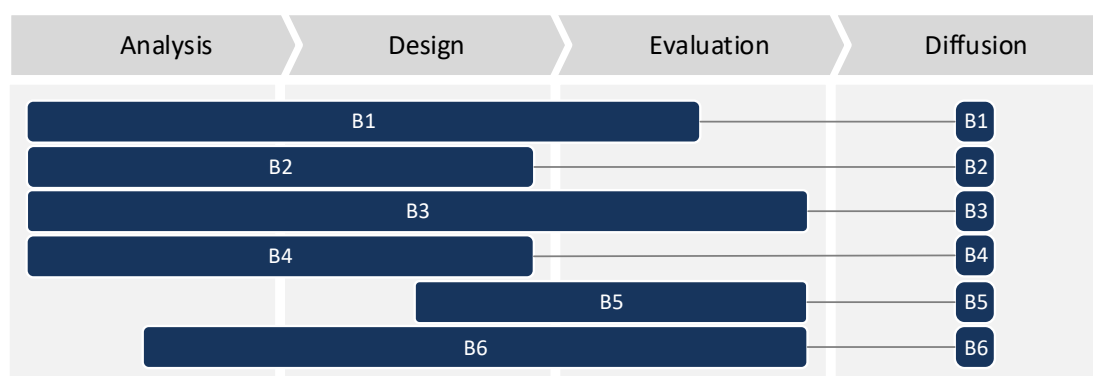 Analysis Design Evaluation Diffusion
B1 B1
B2 B2
B3 B3
B4 B4
B5 B5
B6 B6